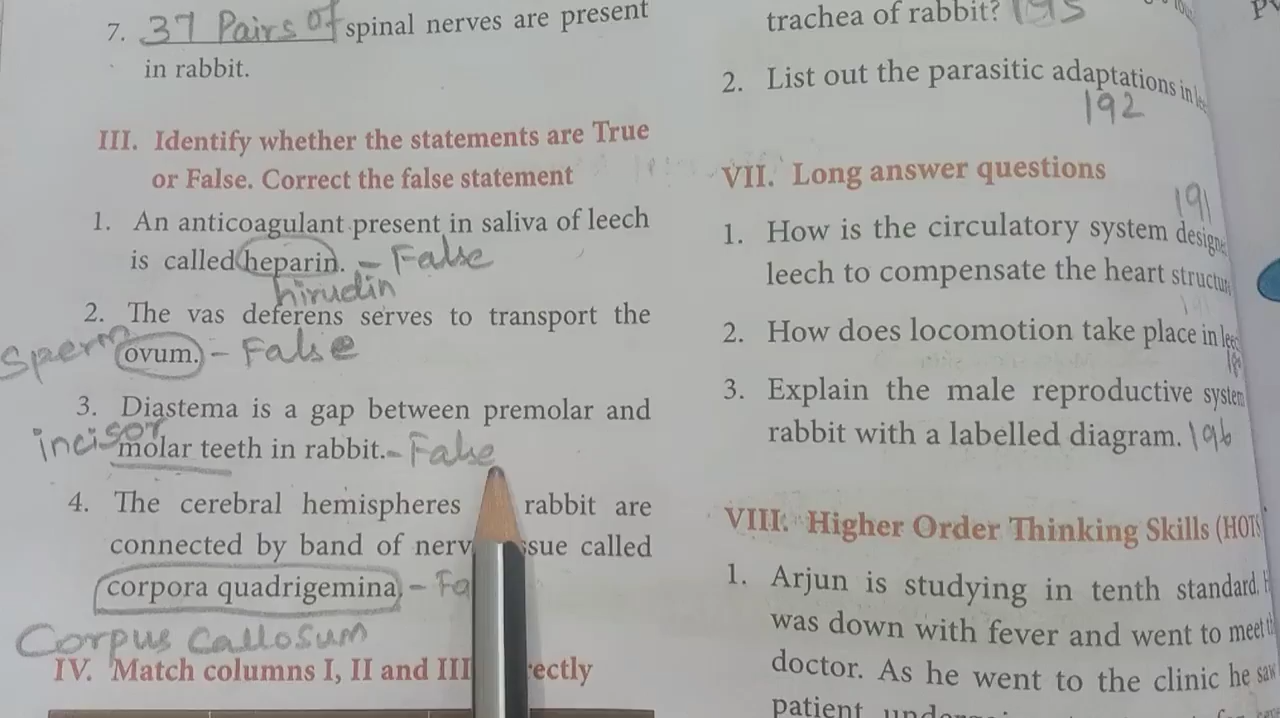 7. 37 Pairs of spinal nerves are present
in rabbit.
III. Identify whether the statements are True
or False. Correct the false statement
1. An anticoagulant present in saliva of leech
is called heparin. – False
hirudin
2. The vas deferens serves to transport the
Sperm ovum. – False
3. Diastema is a gap between premolar and
incisor
molar teeth in rabbit. – False
4. The cerebral hemispheres rabbit are
connected by band of called
corpora quadrigemina –
Corpus Callosum
IV. Match columns I, II and III
trachea of rabbit? 195
2. List out the parasitic adaptations in
192
VII. Long answer questions
191
1. How is the circulatory system
leech to compensate the heart
2. How does locomotion take place in
3. Explain the male reproductive system
rabbit with a labelled diagram. 196
VIII. Higher Order Thinking Skills (HOTS
1. Arjun is studying in tenth standard.
was down with fever and went to meet
doctor. As he went to the clinic he saw
patient